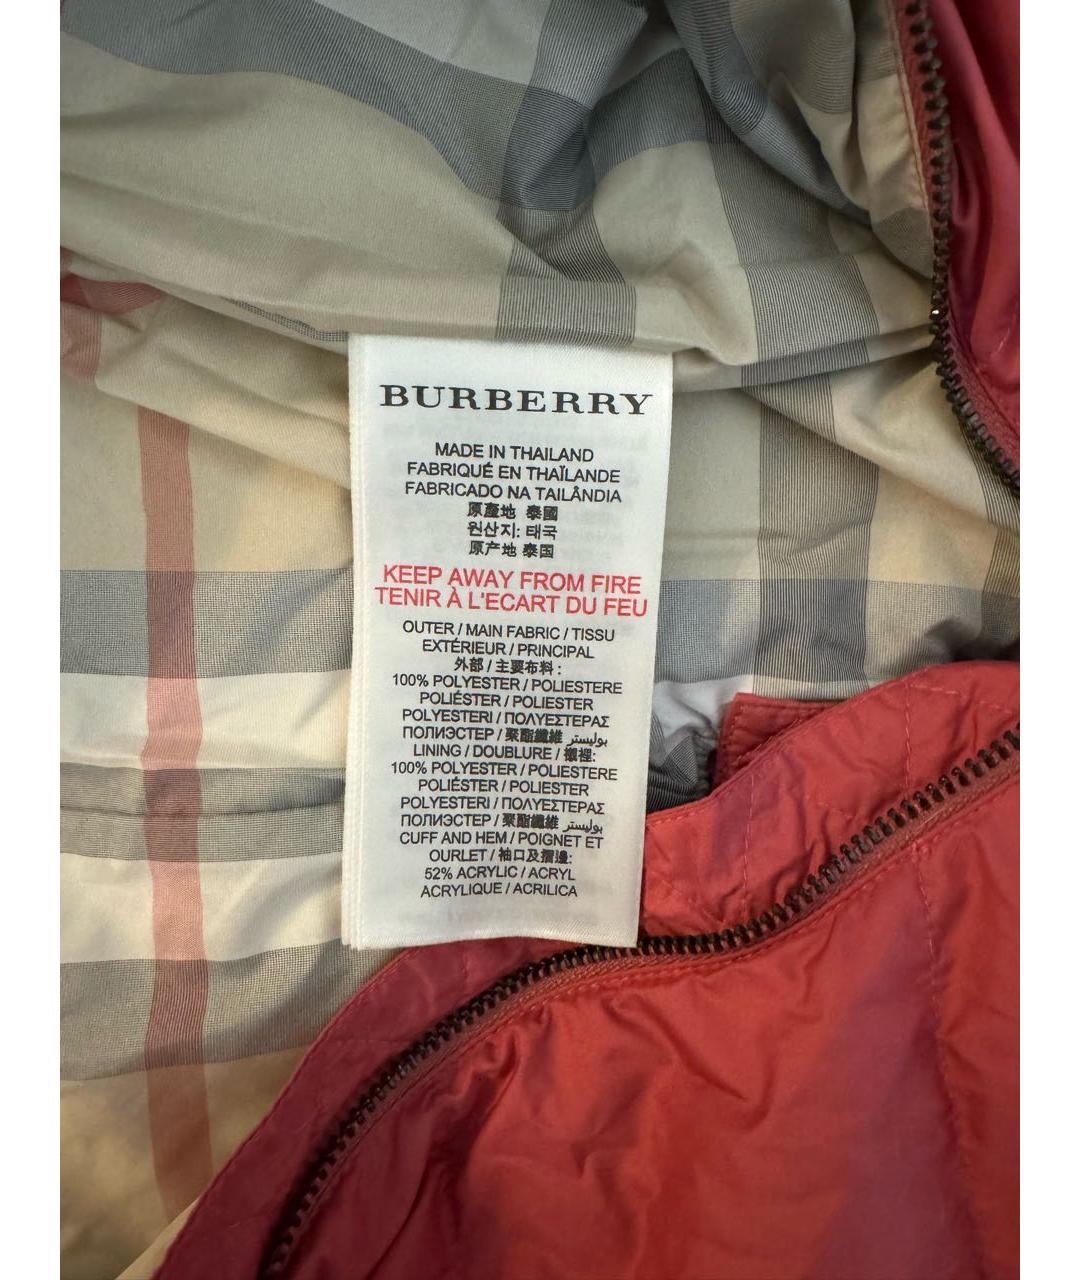 BURBERRY
MADE IN THAILAND
FABRIQUÉ EN THAÏLANDE
FABRICADO NA TAILÂNDIA
原產地 泰國
원산지: 태국
原产地 泰国
KEEP AWAY FROM FIRE
TENIR À L'ECART DU FEU
OUTER / MAIN FABRIC / TISSU
EXTÉRIEUR / PRINCIPAL
外部 / 主要布料 :
100% POLYESTER / POLIESTERE
POLIÉSTER / POLIESTER
POLYESTERI / ΠΟΛΥΕΣΤΕΡΑΣ
ПОЛИЭСТЕР / 聚酯纖維 بوليستر
LINING / DOUBLURE / 襯裡:
100% POLYESTER / POLIESTERE
POLIÉSTER / POLIESTER
POLYESTERI / ΠΟΛΥΕΣΤΕΡΑΣ
ПОЛИЭСТЕР / 聚酯纖維 بوليستر
CUFF AND HEM / POIGNET ET
OURLET / 袖口及摺邊:
52% ACRYLIC / ACRYL
ACRYLIQUE / ACRILICA